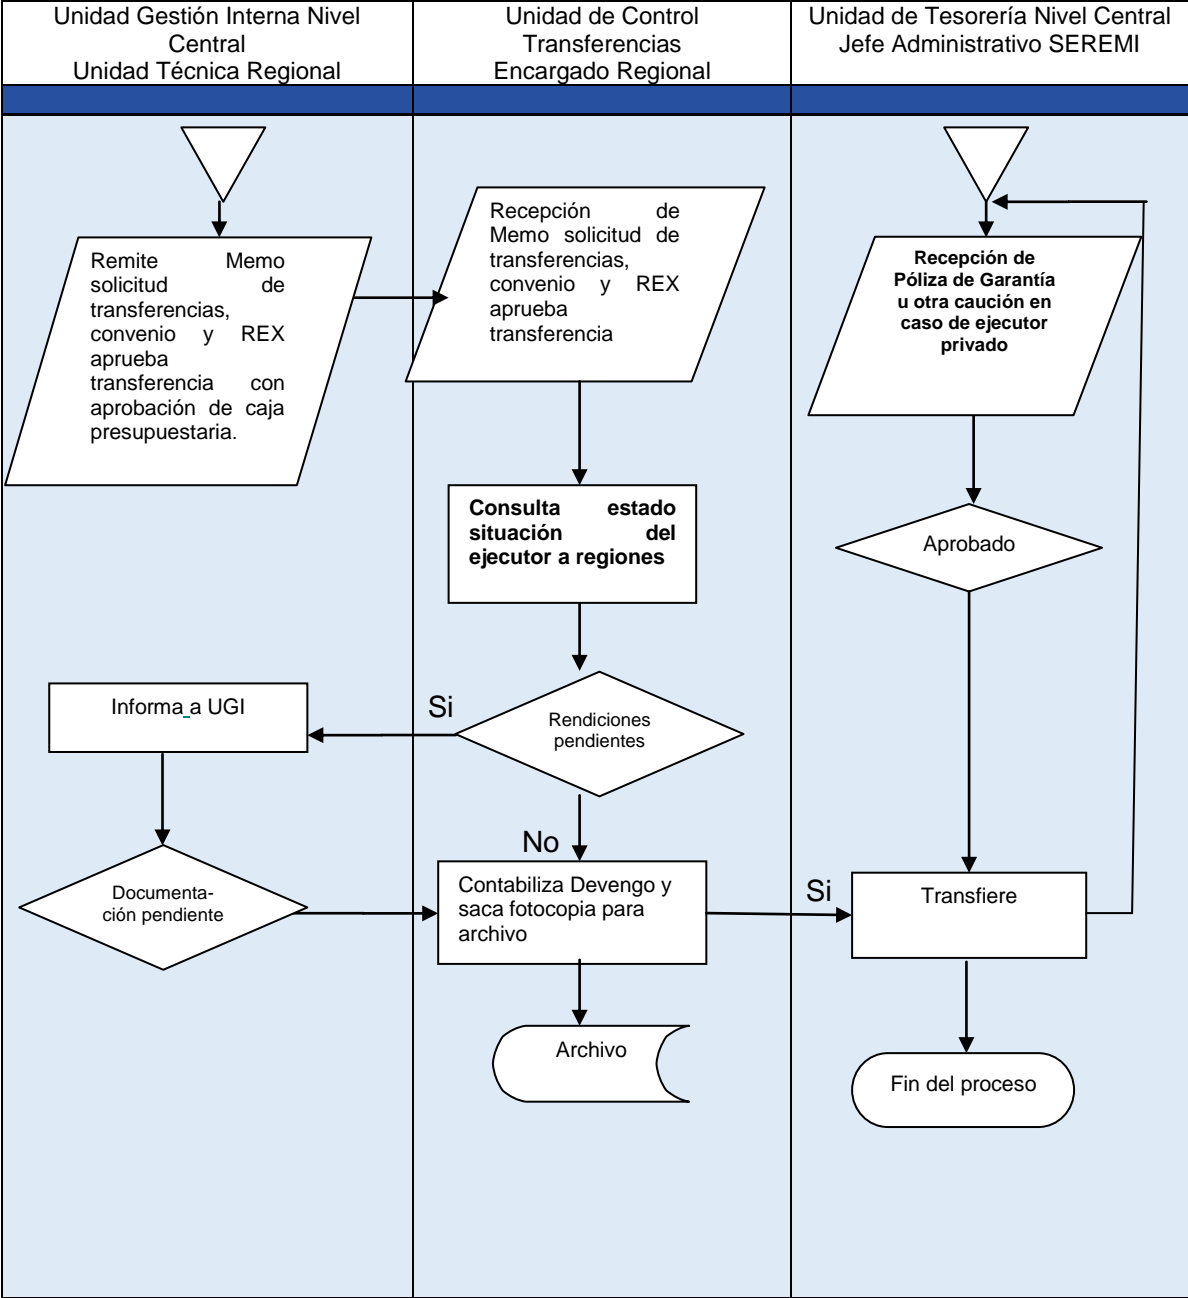 Unidad Gestión Interna Nivel
Central
Unidad Técnica Regional
Unidad de Control
Transferencias
Encargado Regional
Unidad de Tesorería Nivel Central
Jefe Administrativo SEREMI
Remite Memo
solicitud de
transferencias,
convenio y REX
aprueba
transferencia con
aprobación de caja
presupuestaria.
Recepción de
Memo solicitud de
transferencias,
convenio y REX
aprueba
transferencia
Recepción de
Póliza de Garantía
u otra caución en
caso de ejecutor
privado
Consulta estado
situación del
ejecutor a regiones
Aprobado
Informa a UGI
Si
Rendiciones
pendientes
No
Documenta-
ción pendiente
Contabiliza Devengo y
saca fotocopia para
archivo
Si
Transfiere
Archivo
Fin del proceso